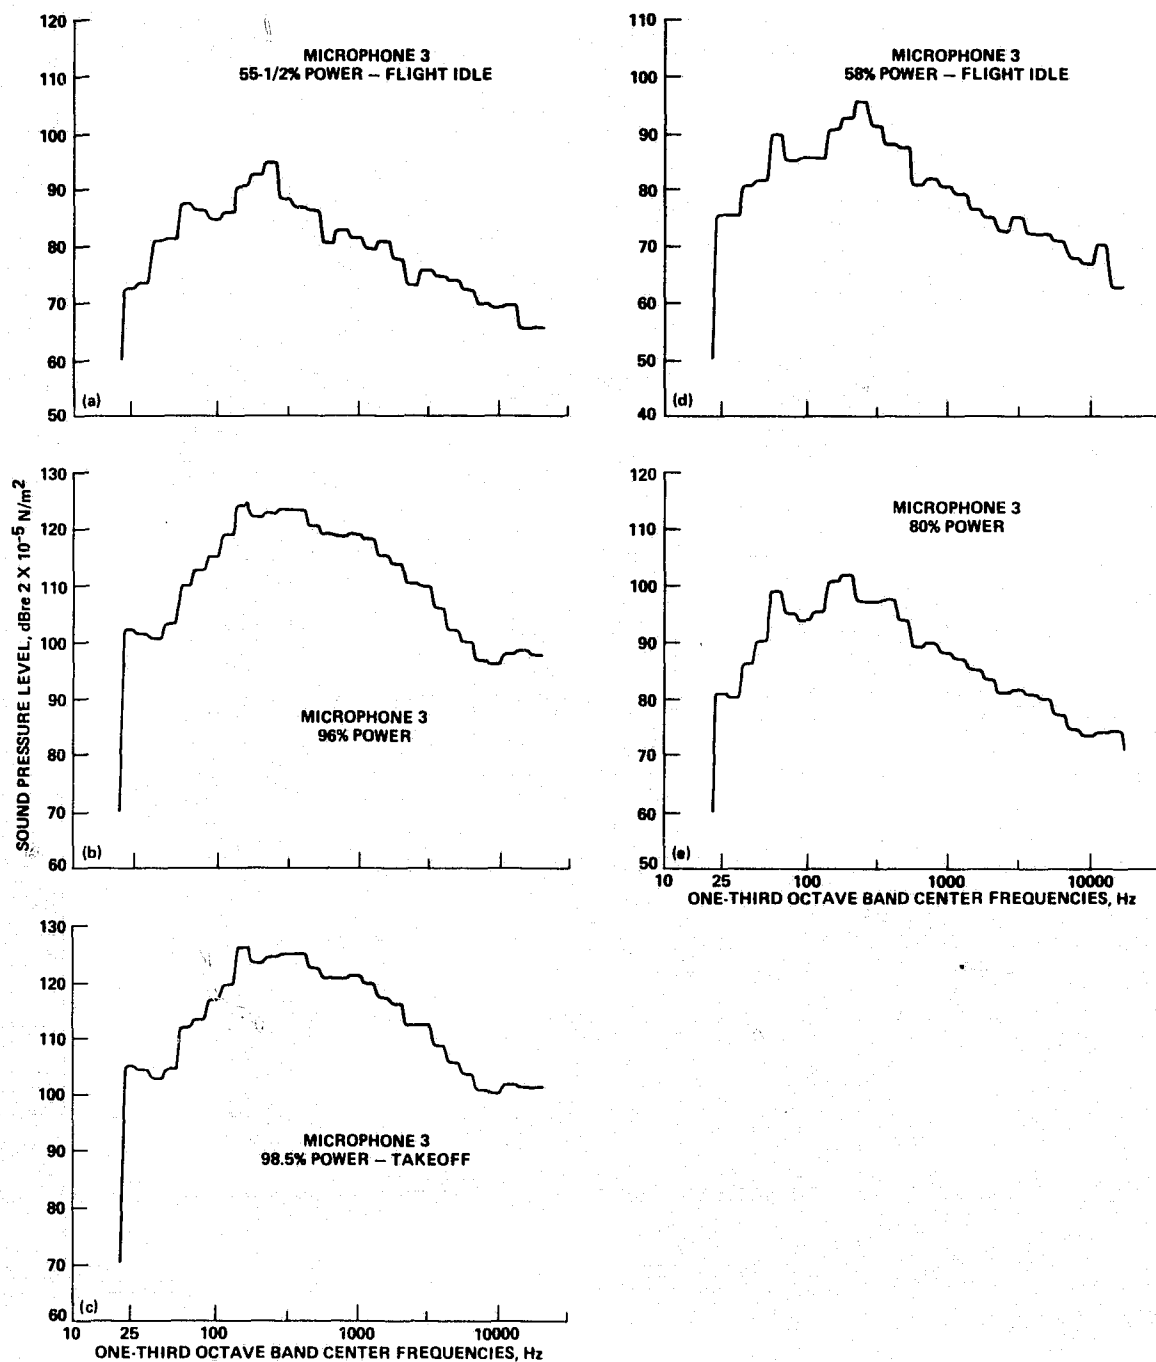 120
110
100
90
80
70
60
50
MICROPHONE 3
55-1/2% POWER – FLIGHT IDLE
(a)
110
100
90
80
70
60
50
40
MICROPHONE 3
58% POWER – FLIGHT IDLE
(d)
SOUND PRESSURE LEVEL, dBre 2 X 10⁻⁵ N/m²
130
120
110
100
90
80
70
60
MICROPHONE 3
96% POWER
(b)
120
110
100
90
80
70
60
50
MICROPHONE 3
80% POWER
(e)
10 25 100 1000 10000
ONE-THIRD OCTAVE BAND CENTER FREQUENCIES, Hz
130
120
110
100
90
80
70
60
MICROPHONE 3
98.5% POWER – TAKEOFF
(c)
10 25 100 1000 10000
ONE-THIRD OCTAVE BAND CENTER FREQUENCIES, Hz